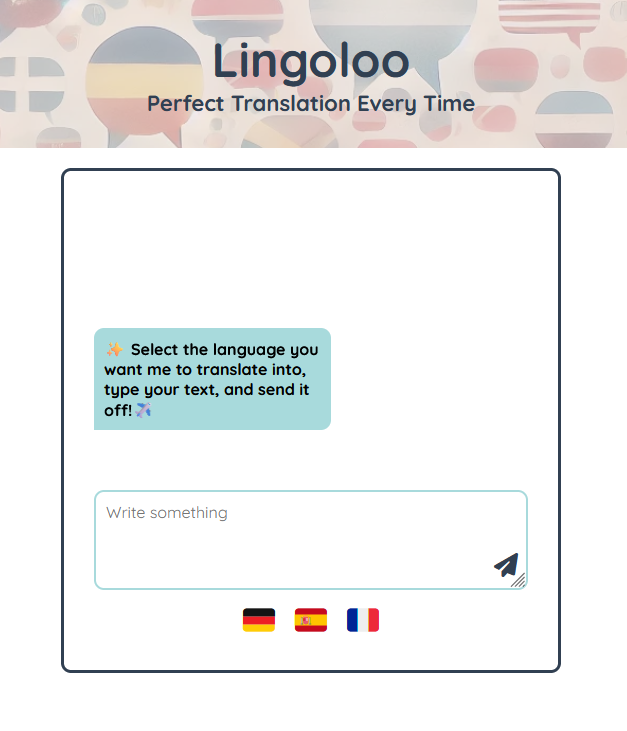 Lingoloo
Perfect Translation Every Time
✨ Select the language you
want me to translate into,
type your text, and send it
off!✈️
Write something